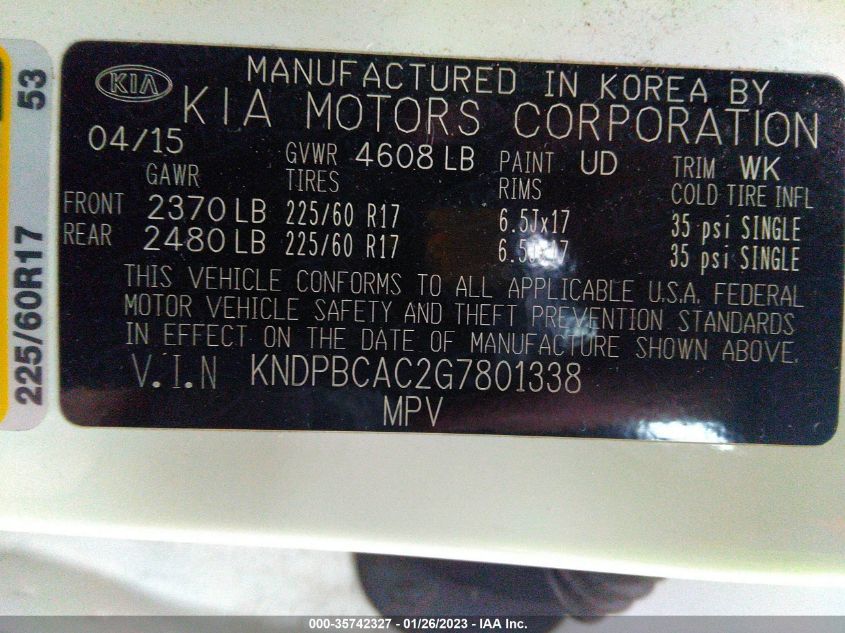 KIA
MANUFACTURED IN KOREA BY
KIA MOTORS CORPORATION
04/15 GVWR 4608 LB PAINT UD TRIM WK
GAWR TIRES RIMS COLD TIRE INFL
FRONT 2370 LB 225/60 R17 6.5Jx17 35 psi SINGLE
REAR 2480 LB 225/60 R17 6.5Jx17 35 psi SINGLE
THIS VEHICLE CONFORMS TO ALL APPLICABLE U.S.A. FEDERAL
MOTOR VEHICLE SAFETY AND THEFT PREVENTION STANDARDS
IN EFFECT ON THE DATE OF MANUFACTURE SHOWN ABOVE.
V.I.N KNDPBCAC2G7801338
MPV
225/60R17 53
000-35742327 - 01/26/2023 - IAA Inc.